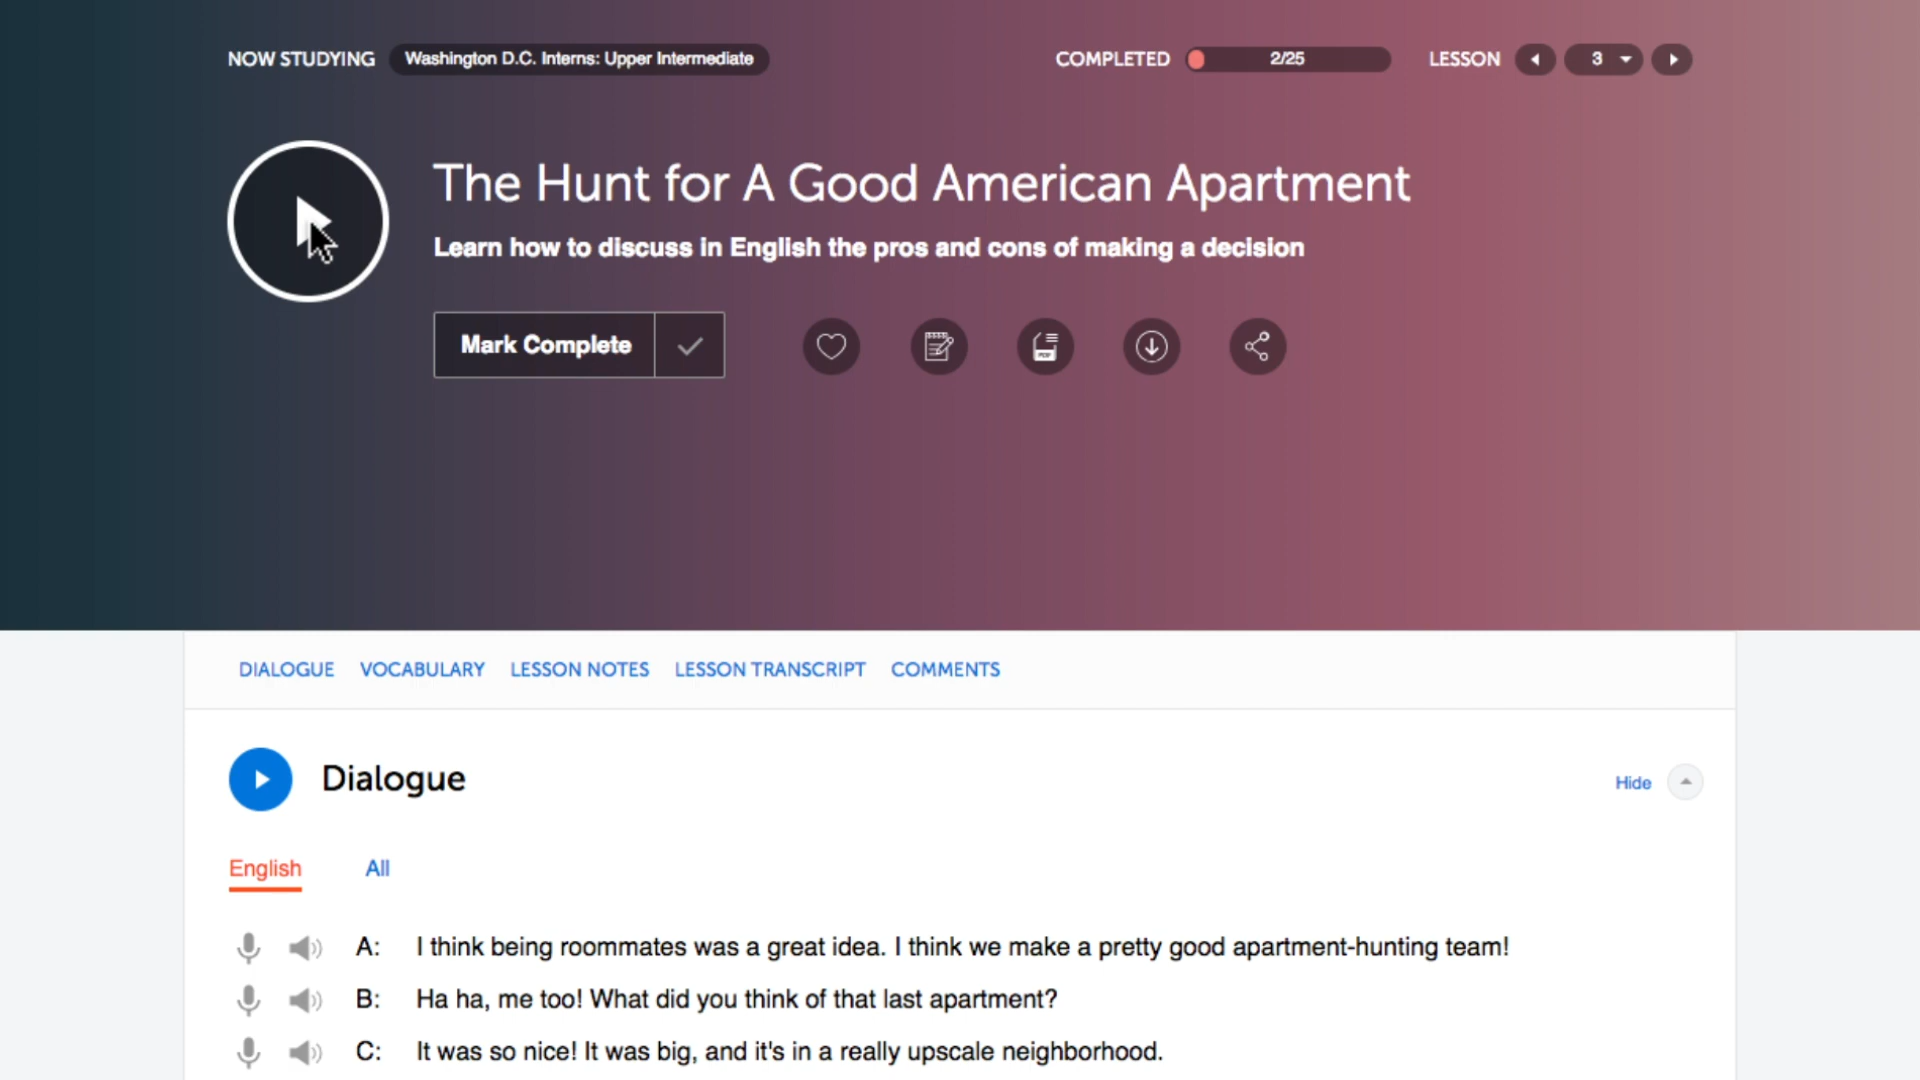 NOW STUDYING Washington D.C. Interns: Upper Intermediate COMPLETED 2/25 LESSON 3
The Hunt for A Good American Apartment
Learn how to discuss in English the pros and cons of making a decision
Mark Complete
PDF
DIALOGUE VOCABULARY LESSON NOTES LESSON TRANSCRIPT COMMENTS
Dialogue Hide
English All
A: I think being roommates was a great idea. I think we make a pretty good apartment-hunting team!
B: Ha ha, me too! What did you think of that last apartment?
C: It was so nice! It was big, and it's in a really upscale neighborhood.